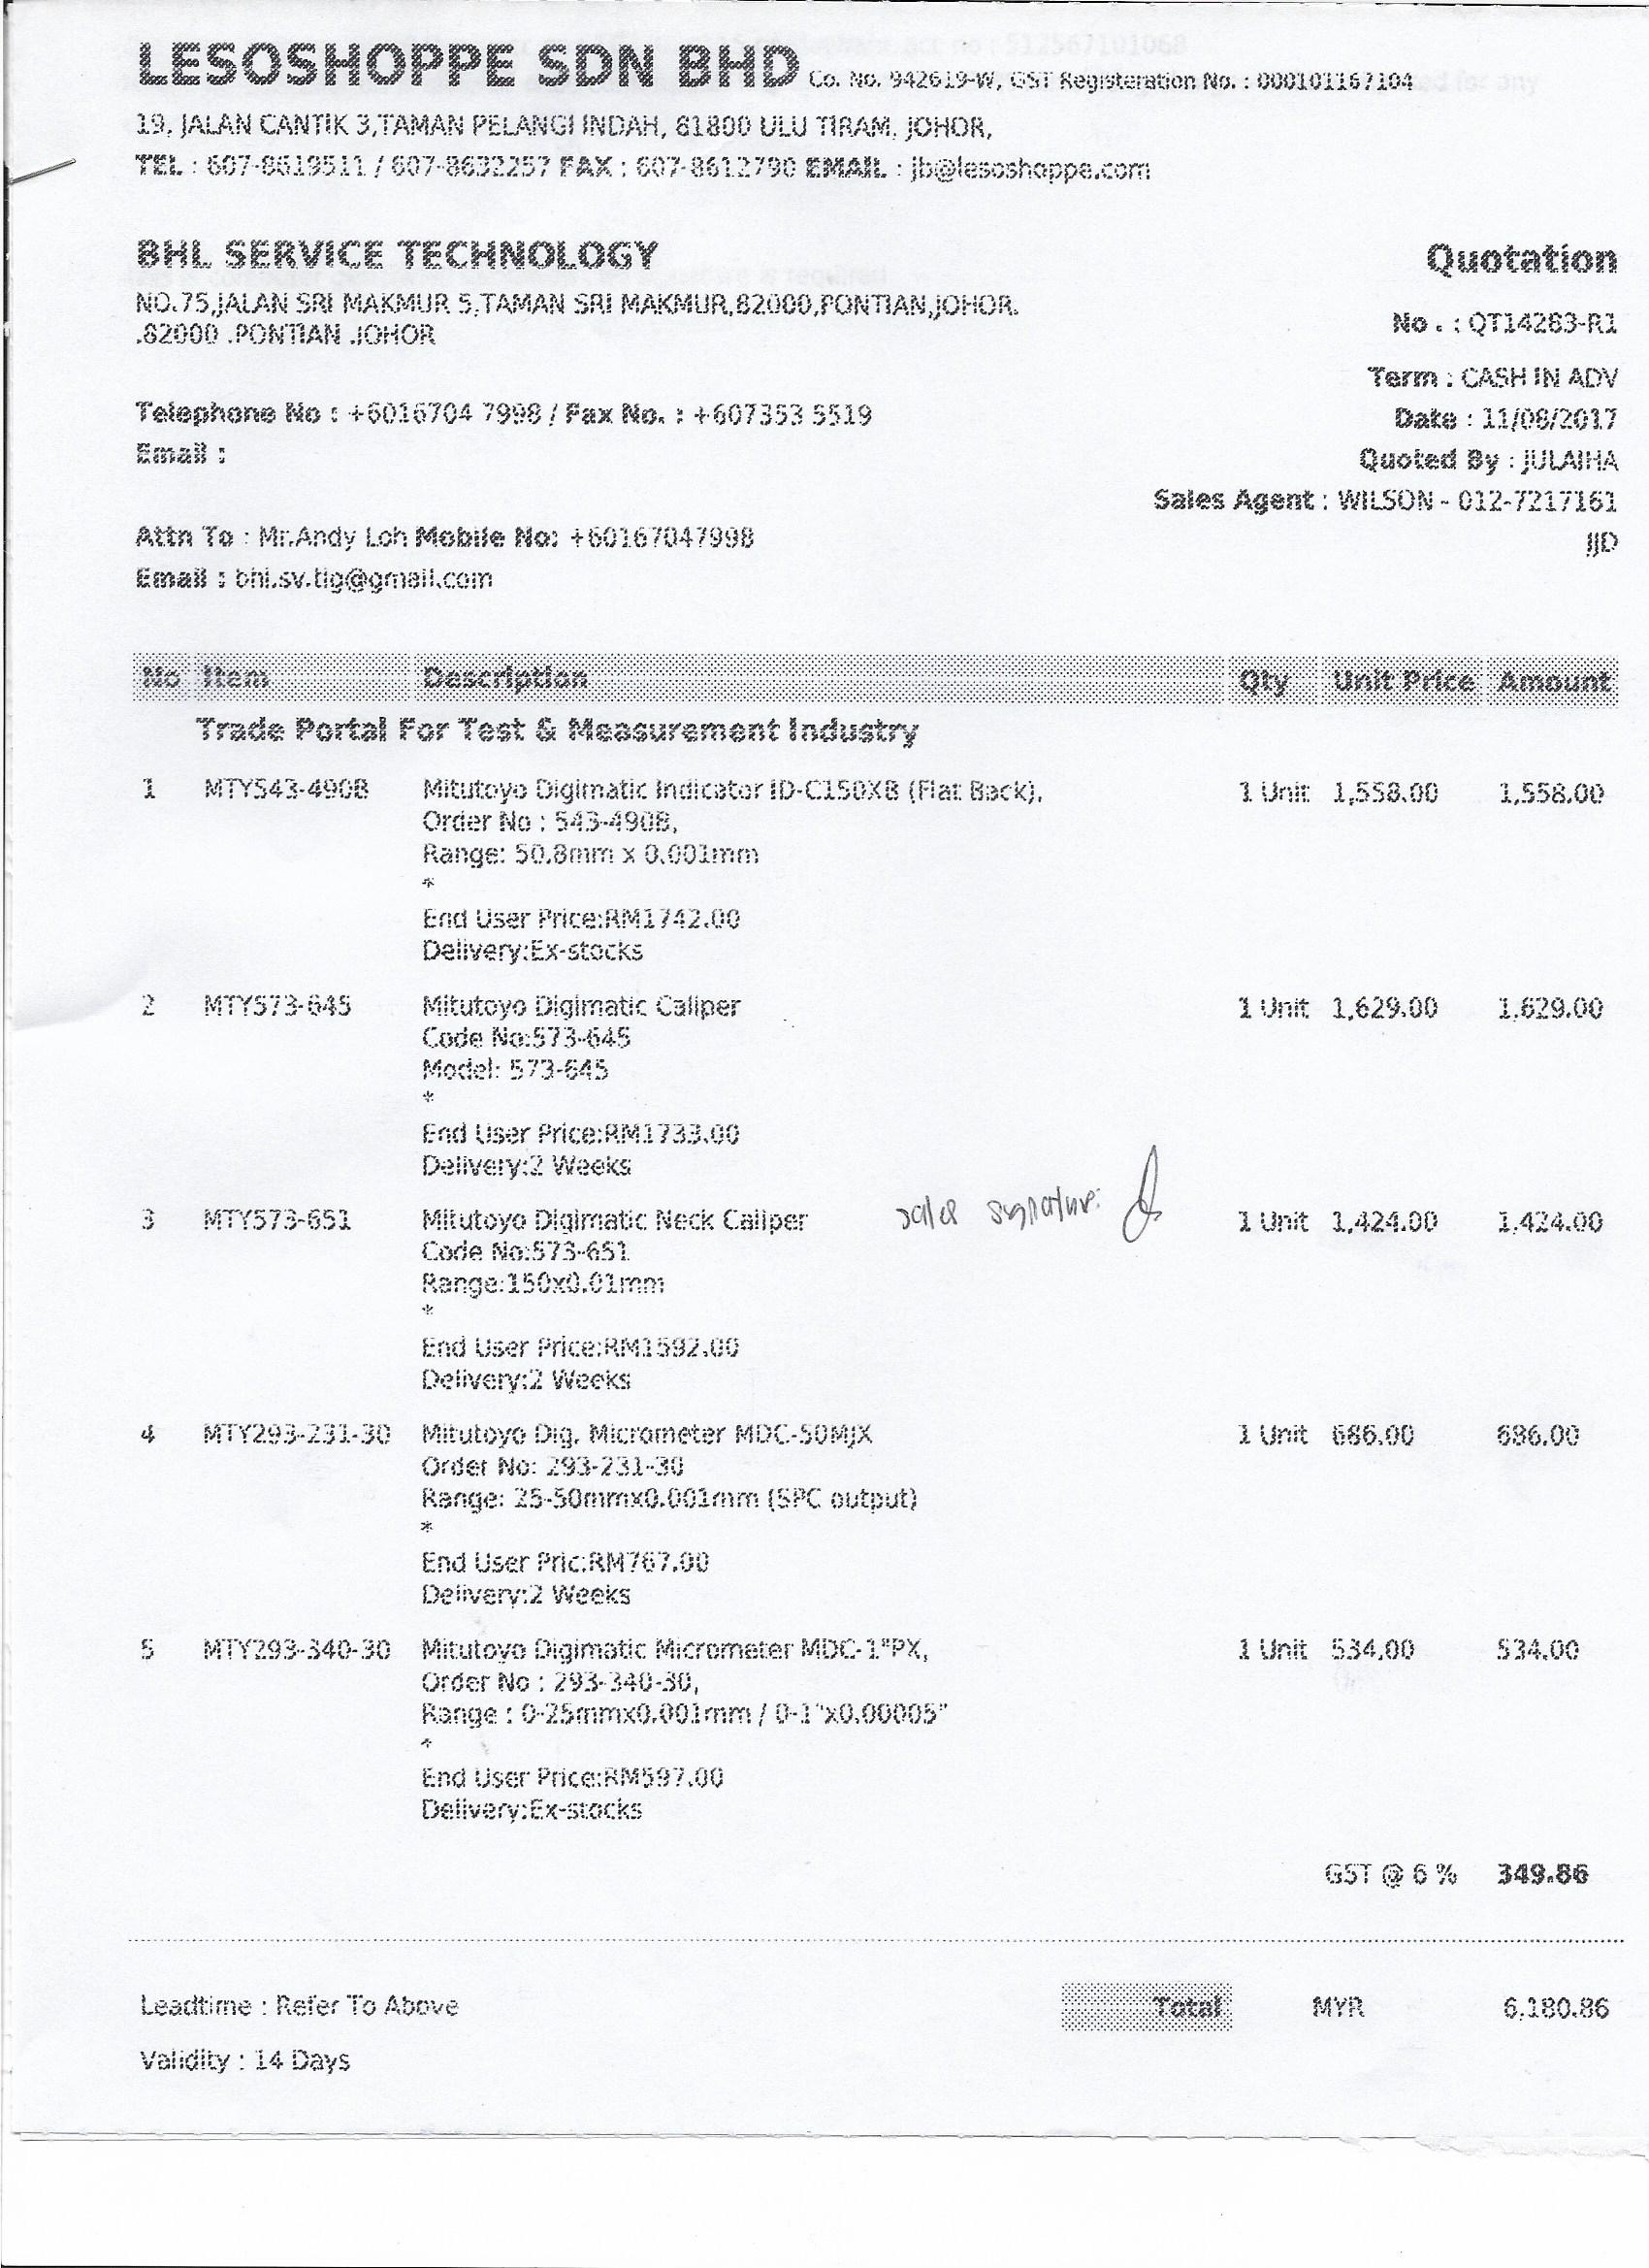 LESOSHOPPE SDN BHD Co. No. 942619-W, GST Registeration No. : 000101167104
19, JALAN CANTIK 3,TAMAN PELANGI INDAH, 81800 ULU TIRAM, JOHOR,
TEL : 607-8619511 / 607-8632257 FAX : 607-8612790 EMAIL : jb@lesoshoppe.com
BHL SERVICE TECHNOLOGY
Quotation
NO.75,JALAN SRI MAKMUR 5,TAMAN SRI MAKMUR,82000,PONTIAN,JOHOR.
.82000 .PONTIAN .JOHOR
No . : QT14283-R1
Term : CASH IN ADV
Telephone No : +6016704 7998 / Fax No. : +607353 5519
Date : 11/08/2017
Email :
Quoted By : JULAIHA
Sales Agent : WILSON - 012-7217161
Attn To : Mr.Andy Loh Mobile No: +60167047998
JJD
Email : bhl.sv.tlg@gmail.com
No Item Description Qty Unit Price Amount
Trade Portal For Test & Measurement Industry
1 MTY543-490B Mitutoyo Digimatic Indicator ID-C150XB (Flat Back), 1 Unit 1,558.00 1,558.00
Order No : 543-490B,
Range: 50.8mm x 0.001mm
*
End User Price:RM1742.00
Delivery:Ex-stocks
2 MTY573-645 Mitutoyo Digimatic Caliper 1 Unit 1,629.00 1,629.00
Code No:573-645
Model: 573-645
*
End User Price:RM1733.00
Delivery:2 Weeks
3 MTY573-651 Mitutoyo Digimatic Neck Caliper sales signature: 1 Unit 1,424.00 1,424.00
Code No:573-651
Range:150x0.01mm
*
End User Price:RM1592.00
Delivery:2 Weeks
4 MTY293-231-30 Mitutoyo Dig. Micrometer MDC-50MJX 1 Unit 686.00 686.00
Order No: 293-231-30
Range: 25-50mmx0.001mm (SPC output)
*
End User Pric:RM767.00
Delivery:2 Weeks
5 MTY293-340-30 Mitutoyo Digimatic Micrometer MDC-1"PX, 1 Unit 534.00 534.00
Order No : 293-340-30,
Range : 0-25mmx0.001mm / 0-1"x0.00005"
*
End User Price:RM597.00
Delivery:Ex-stocks
GST @ 6 % 349.86
Leadtime : Refer To Above
Total MYR 6,180.86
Validity : 14 Days